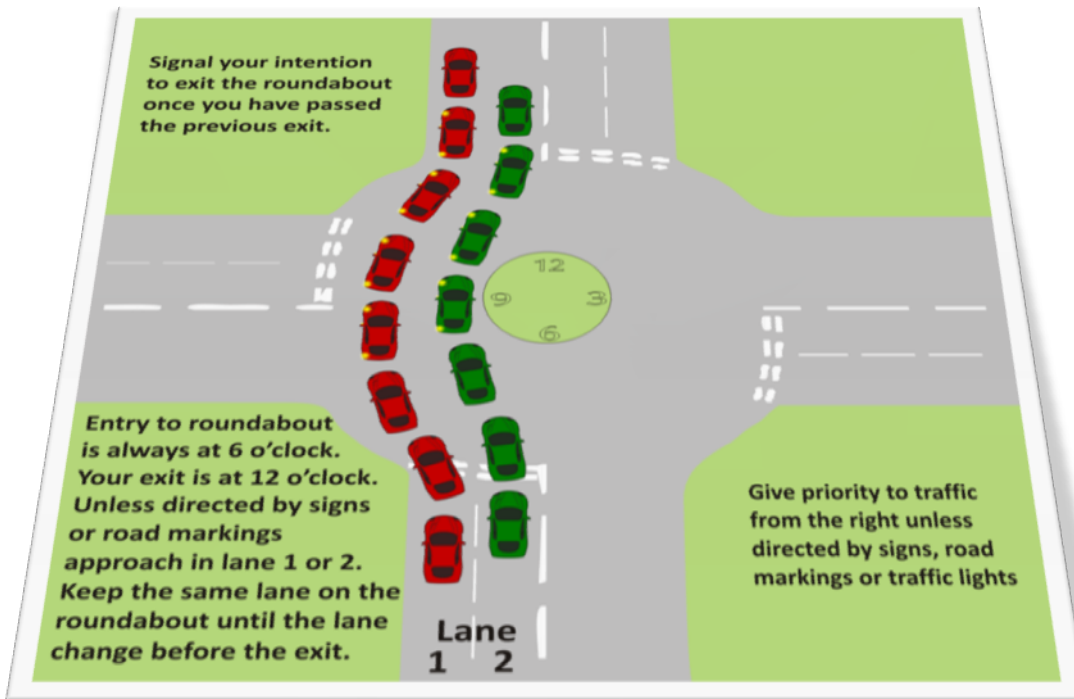 Signal your intention
to exit the roundabout
once you have passed
the previous exit.
12
9
3
6
Entry to roundabout
is always at 6 o’clock.
Your exit is at 12 o’clock.
Unless directed by signs
or road markings
approach in lane 1 or 2.
Keep the same lane on the
roundabout until the lane
change before the exit.
Give priority to traffic
from the right unless
directed by signs, road
markings or traffic lights
Lane
1 2